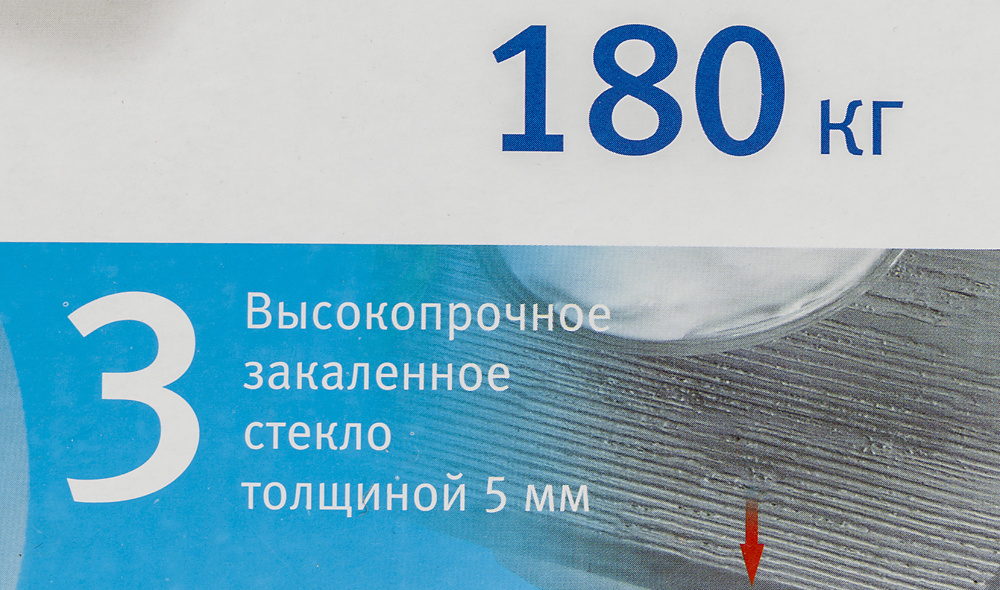 180 кг
3
Высокопрочное
закаленное
стекло
толщиной 5 мм